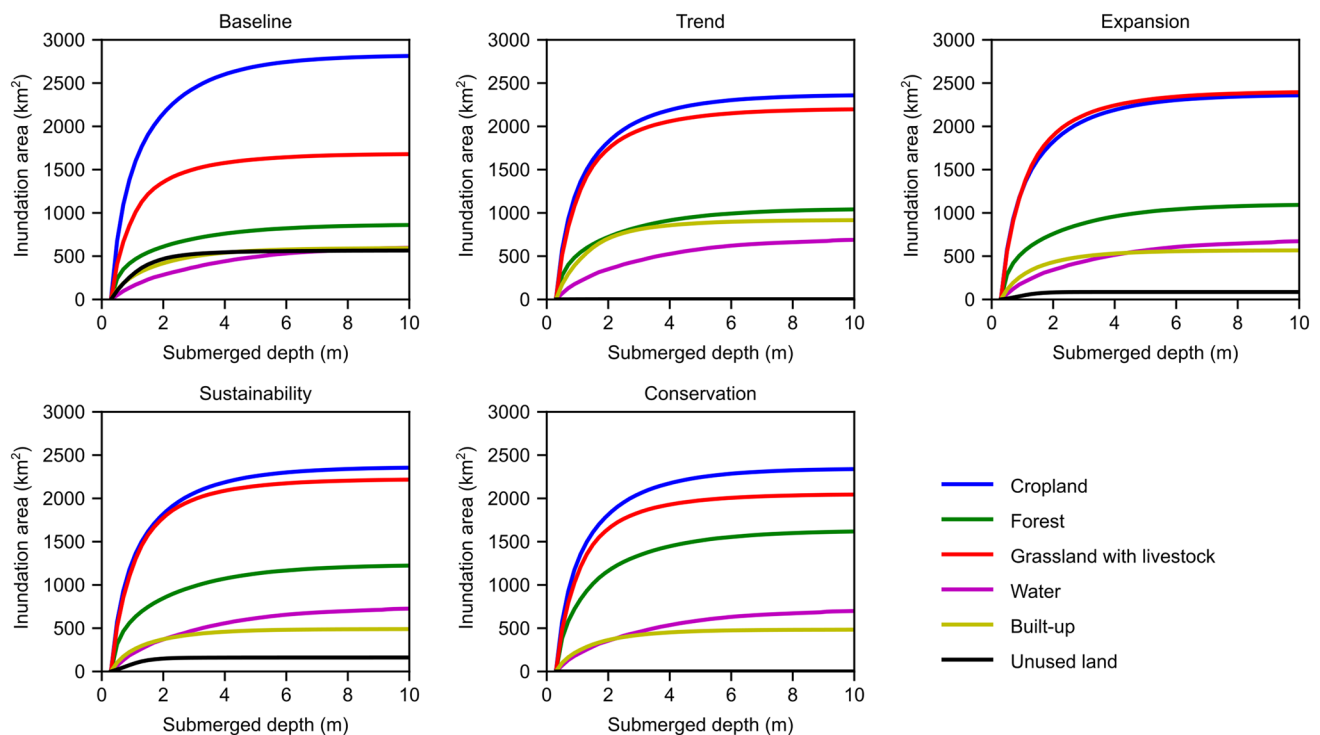 Baseline
3000
2500
2000
1500
1000
500
0
Inundation area (km²)
0 2 4 6 8 10
Submerged depth (m)
Trend
3000
2500
2000
1500
1000
500
0
Inundation area (km²)
0 2 4 6 8 10
Submerged depth (m)
Expansion
3000
2500
2000
1500
1000
500
0
Inundation area (km²)
0 2 4 6 8 10
Submerged depth (m)
Sustainability
3000
2500
2000
1500
1000
500
0
Inundation area (km²)
0 2 4 6 8 10
Submerged depth (m)
Conservation
3000
2500
2000
1500
1000
500
0
Inundation area (km²)
0 2 4 6 8 10
Submerged depth (m)
Cropland
Forest
Grassland with livestock
Water
Built-up
Unused land